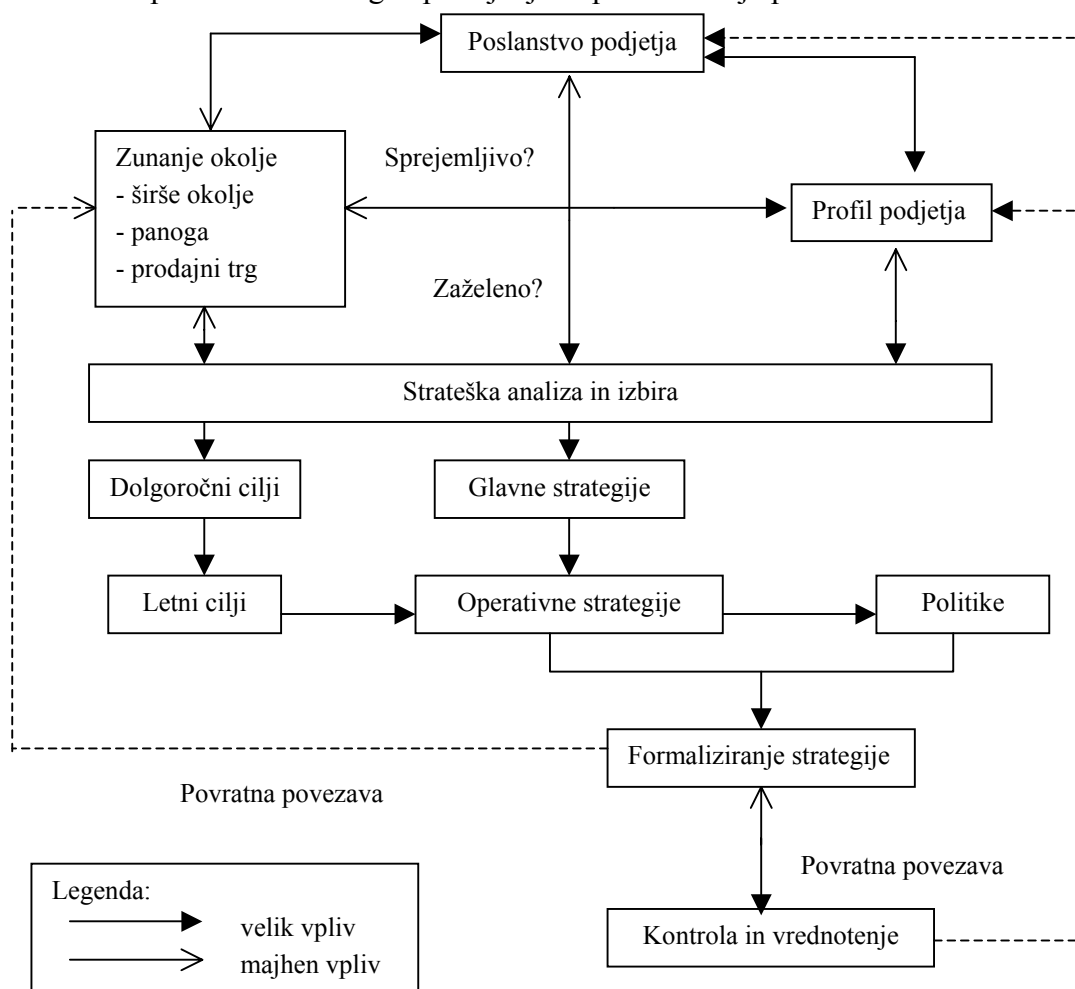 Poslanstvo podjetja
Zunanje okolje
- širše okolje
- panoga
- prodajni trg
Sprejemljivo?
Profil podjetja
Zaželeno?
Strateška analiza in izbira
Dolgoročni cilji
Glavne strategije
Letni cilji
Operativne strategije
Politike
Formaliziranje strategije
Povratna povezava
Povratna povezava
Kontrola in vrednotenje
Legenda:
velik vpliv
majhen vpliv